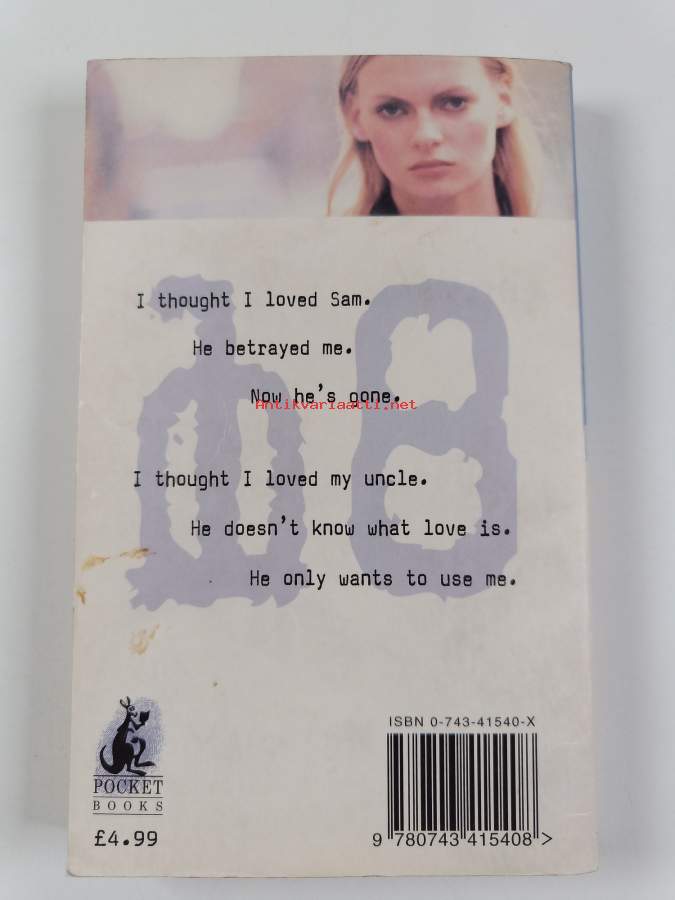 I thought I loved Sam.
He betrayed me.
Now he's gone.
Antikvariaatti.net
I thought I loved my uncle.
He doesn't know what love is.
He only wants to use me.
18
ISBN 0-743-41540-X
POCKET
BOOKS
£4.99
9 780743 415408 >